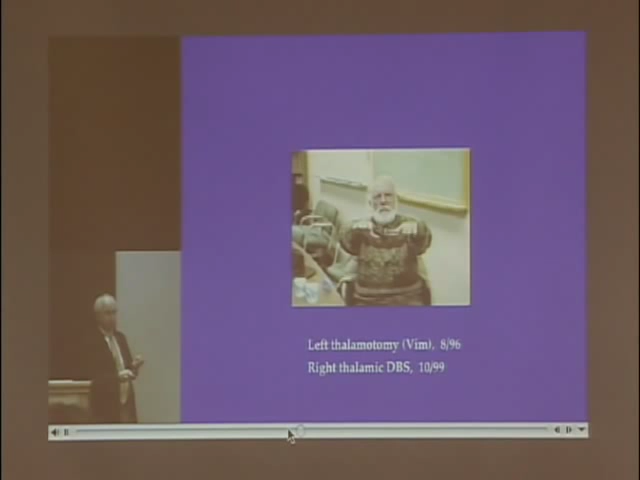 Left thalamotomy (Vim), 8/96
Right thalamic DBS, 10/99